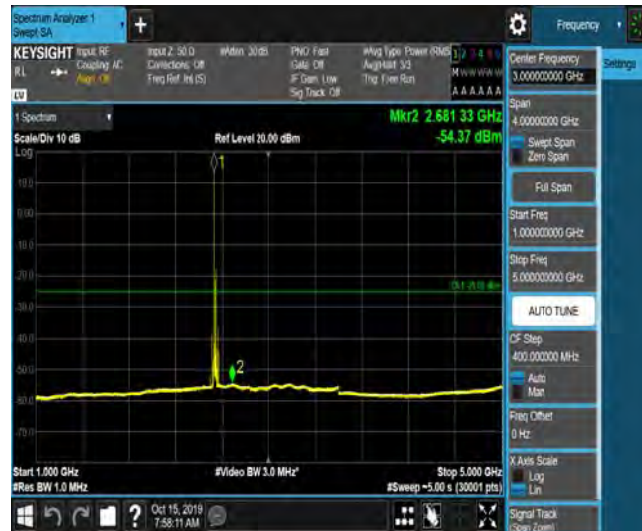 Spectrum Analyzer 1
Swept SA
+
Frequency
KEYSIGHT Input: RF
RL
Coupling: AC
Align: Off
Input Z: 50 Ω
Corrections: Off
Freq Ref: Int (S)
#Atten: 30dB
PNO: Fast
Gate: Off
IF Gain: Low
Sig Track: Off
#Avg Type: Power (RMS)
Avg|Hold: 3/3
Trig: Free Run
M W W W W W
A A A A A A
LV
1 Spectrum
Scale/Div 10 dB
Ref Level 20.00 dBm
Mkr2 2.681 33 GHz
-54.37 dBm
Log
1
10.0
0.00
-10.0
-20.0
-30.0
-40.0
-50.0
-60.0
-70.0
2
Start 1.000 GHz
#Res BW 1.0 MHz
#Video BW 3.0 MHz*
Stop 5.000 GHz
#Sweep ~5.00 s (30001 pts)
Center Frequency
3.000000000 GHz
Settings
Span
4.00000000 GHz
Swept Span
Zero Span
Full Span
Start Freq
1.000000000 GHz
Stop Freq
5.000000000 GHz
AUTO TUNE
CF Step
400.000000 MHz
Auto
Man
Freq Offset
0 Hz
X Axis Scale
Log
Lin
Signal Track
(Span Zoom)
?
Oct 15, 2019
7:58:11 AM